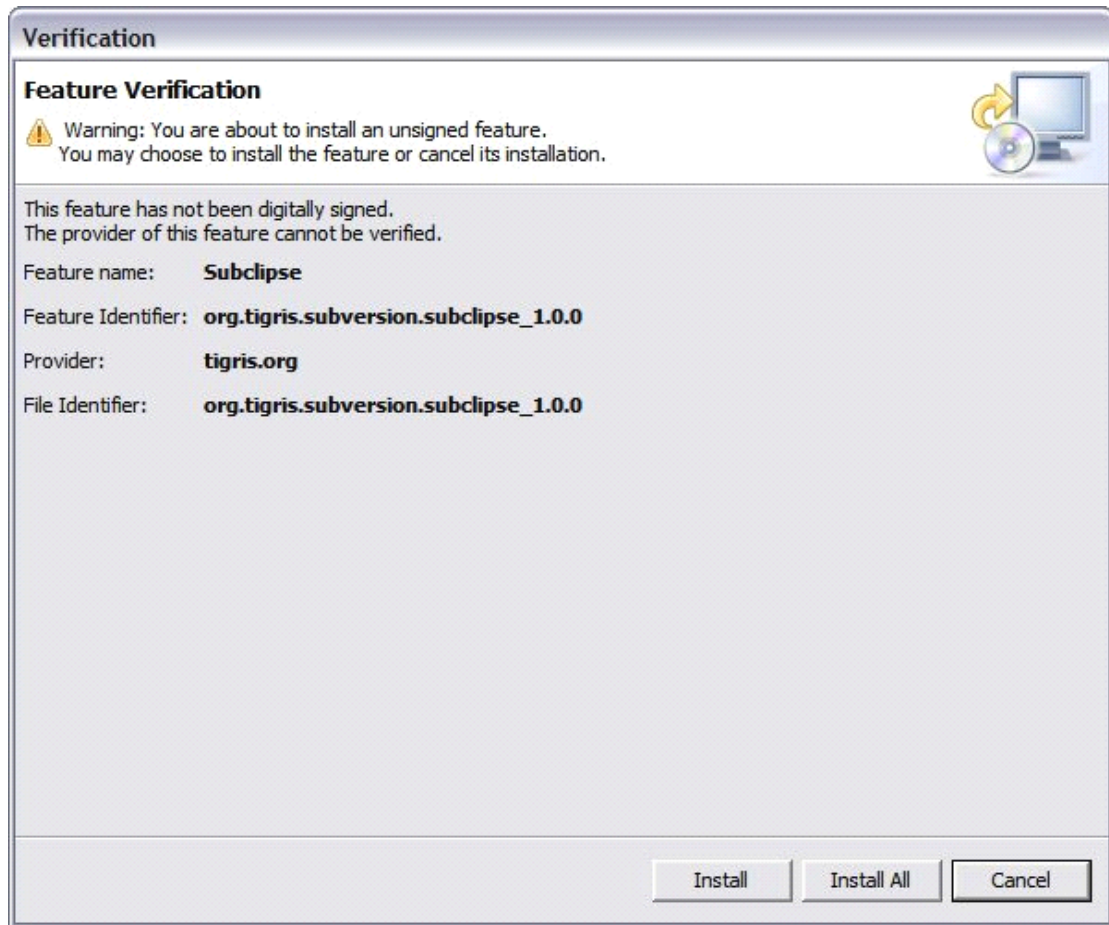 Verification
Feature Verification
Warning: You are about to install an unsigned feature.
You may choose to install the feature or cancel its installation.
This feature has not been digitally signed.
The provider of this feature cannot be verified.
Feature name: Subclipse
Feature Identifier: org.tigris.subversion.subclipse_1.0.0
Provider: tigris.org
File Identifier: org.tigris.subversion.subclipse_1.0.0
Install Install All Cancel